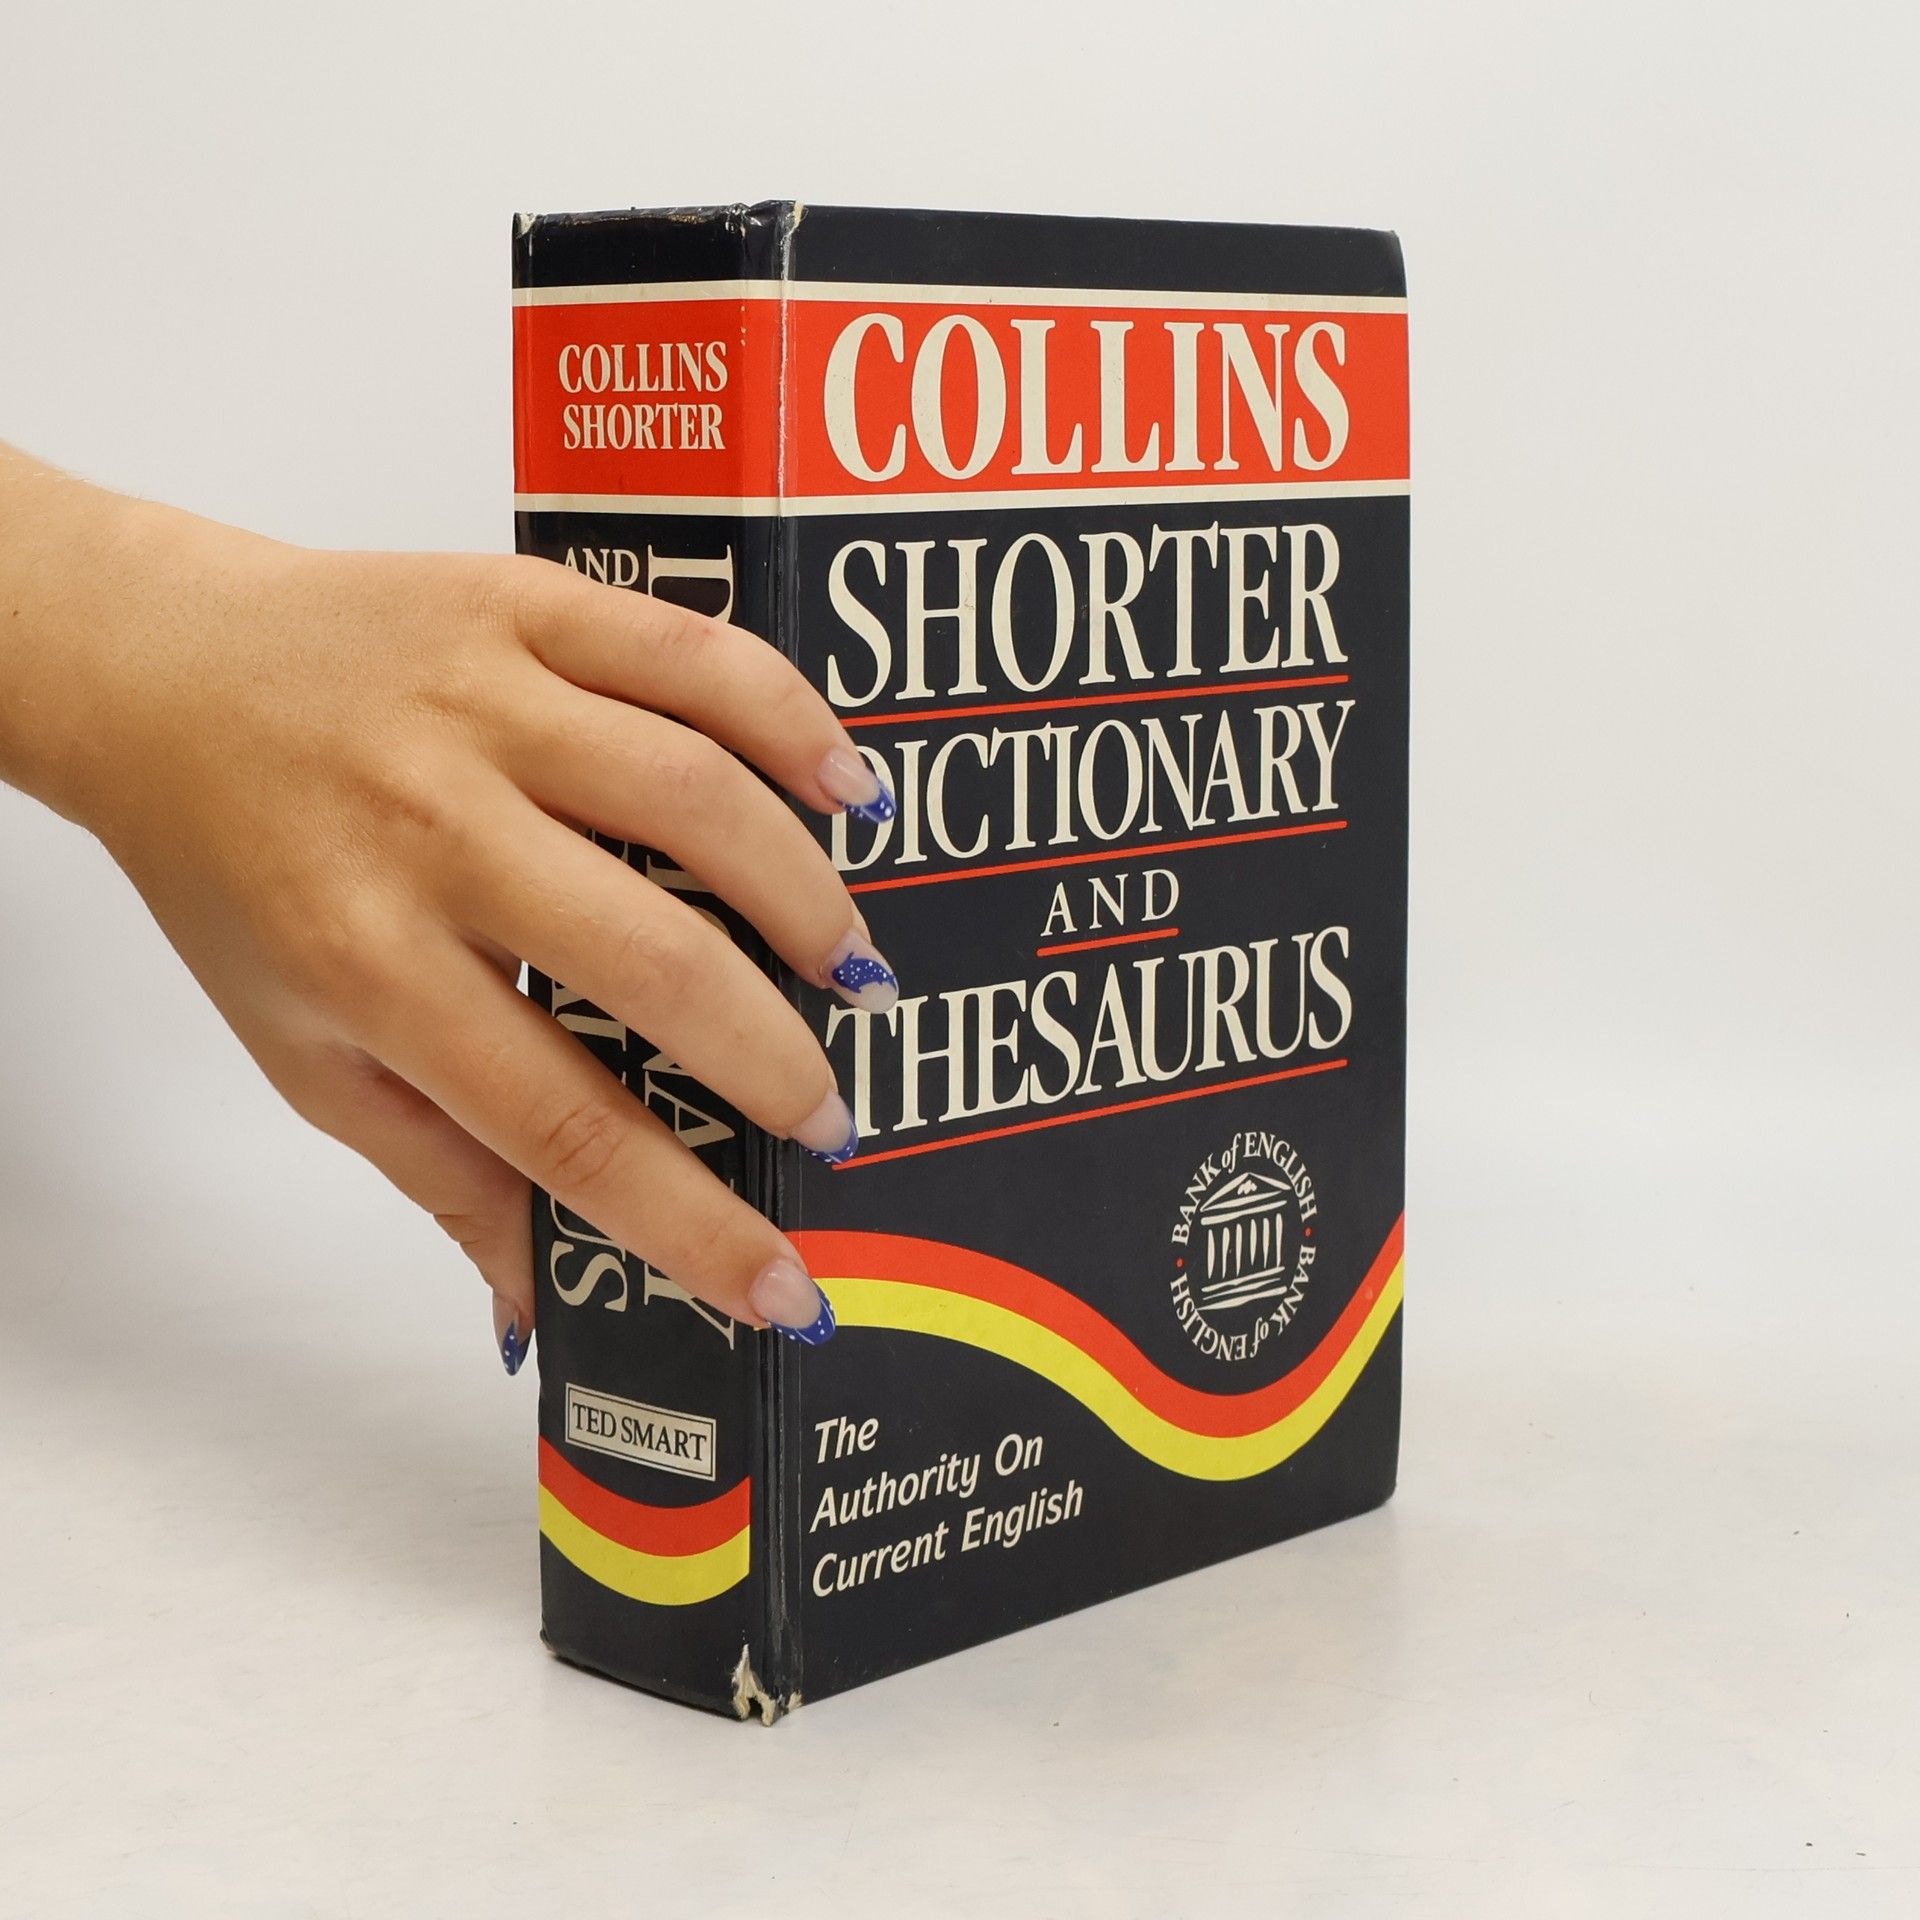 COLLINS
SHORTER
AND
COLLINS
SHORTER
DICTIONARY
AND
THESAURUS
BANK of ENGLISH • BANK of ENGLISH •
The
Authority On
Current English
TED SMART